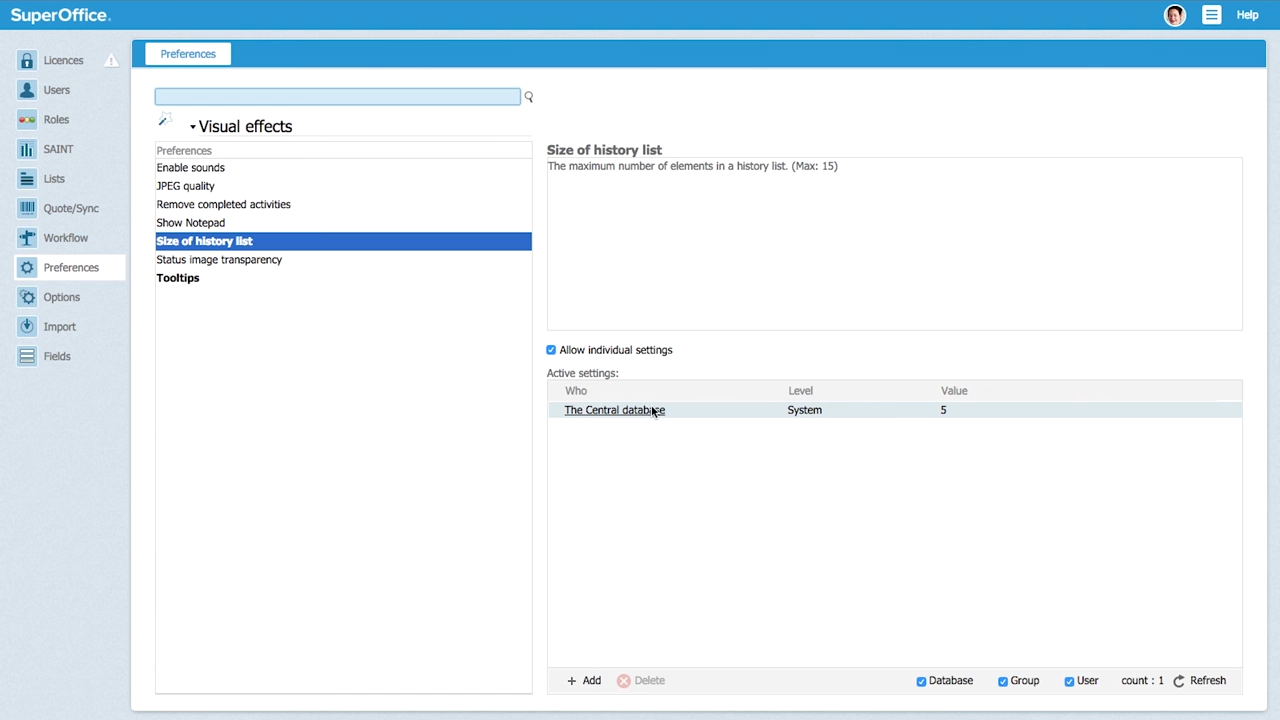 SuperOffice.
Help
Licences
Users
Roles
SAINT
Lists
Quote/Sync
Workflow
Preferences
Options
Import
Fields
Preferences
Visual effects
Preferences
Enable sounds
JPEG quality
Remove completed activities
Show Notepad
Size of history list
Status image transparency
Tooltips
Size of history list
The maximum number of elements in a history list. (Max: 15)
Allow individual settings
Active settings:
Who Level Value
The Central database System 5
Add Delete Database Group User count : 1 Refresh